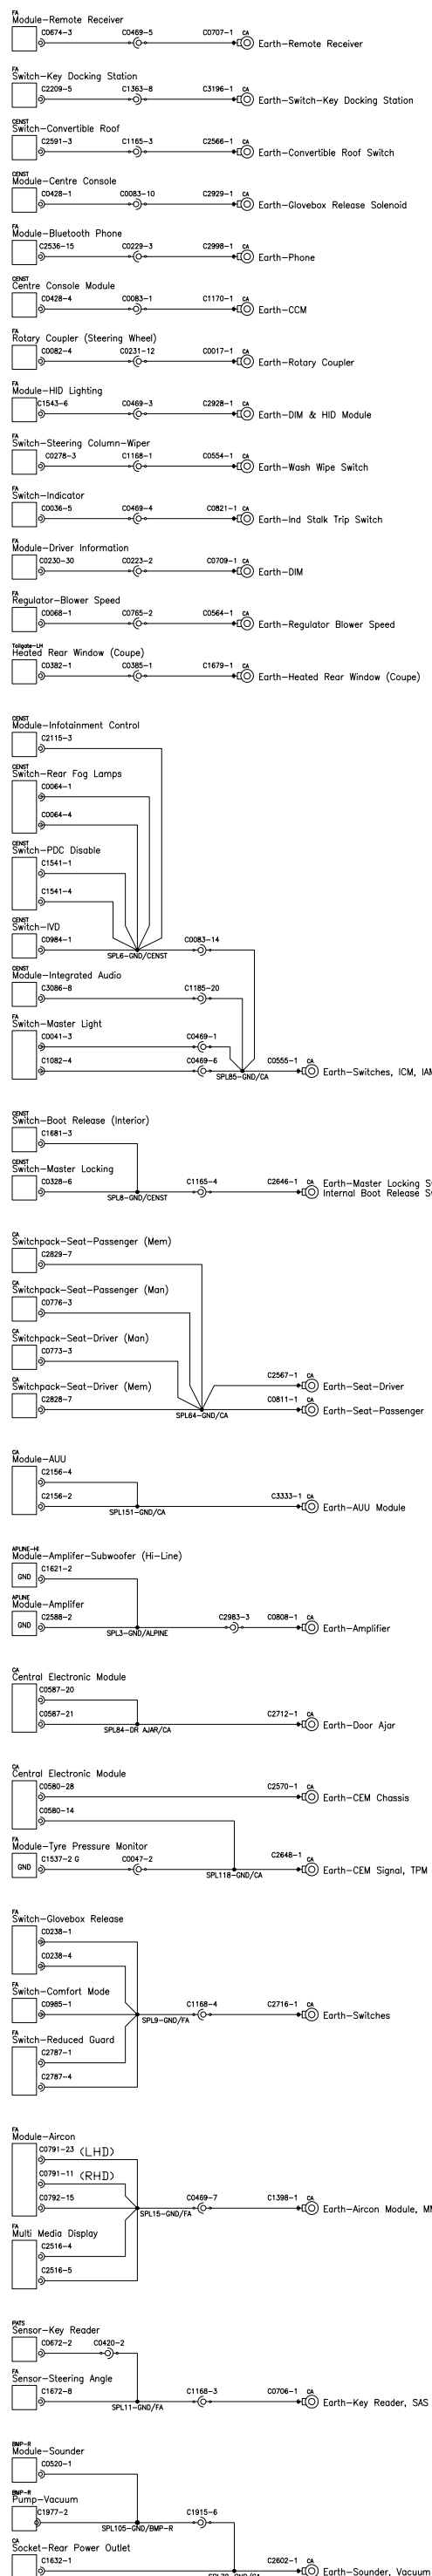 FA
Module-Remote Receiver
C0674-3 C0469-5 C0707-1 CA
Earth-Remote Receiver
FA
Switch-Key Docking Station
C2209-5 C1363-8 C3196-1 CA
Earth-Switch-Key Docking Station
CENST
Switch-Convertible Roof
C2591-3 C1165-3 C2566-1 CA
Earth-Convertible Roof Switch
CENST
Module-Centre Console
C0428-1 C0083-10 C2929-1 CA
Earth-Glovebox Release Solenoid
FA
Module-Bluetooth Phone
C2536-15 C0229-3 C2998-1 CA
Earth-Phone
CENST
Centre Console Module
C0428-4 C0083-1 C1170-1 CA
Earth-CCM
FA
Rotary Coupler (Steering Wheel)
C0082-4 C0231-12 C0017-1 CA
Earth-Rotary Coupler
FA
Module-HID Lighting
C1543-6 C0469-3 C2928-1 CA
Earth-DIM & HID Module
FA
Switch-Steering Column-Wiper
C0278-3 C1168-1 C0554-1 CA
Earth-Wash Wipe Switch
FA
Switch-Indicator
C0036-5 C0469-4 C0821-1 CA
Earth-Ind Stalk Trip Switch
FA
Module-Driver Information
C0230-30 C0223-2 C0709-1 CA
Earth-DIM
FA
Regulator-Blower Speed
C0068-1 C0765-2 C0564-1 CA
Earth-Regulator Blower Speed
Tailgate-LH
Heated Rear Window (Coupe)
C0382-1 C0385-1 C1679-1 CA
Earth-Heated Rear Window (Coupe)
CENST
Module-Infotainment Control
C2115-3
CENST
Switch-Rear Fog Lamps
C0064-1
C0064-4
CENST
Switch-PDC Disable
C1541-1
C1541-4
CENST
Switch-IVD
C0984-1 C0083-14
SPL6-GND/CENST
CENST
Module-Integrated Audio
C3086-8 C1185-20
FA
Switch-Master Light
C0041-3 C0469-1
C1082-4 C0469-6 C0555-1 CA
SPL85-GND/CA
Earth-Switches, ICM, IAM
CENST
Switch-Boot Release (Interior)
C1681-3
CENST
Switch-Master Locking
C0328-6 C1165-4 C2646-1 CA
SPL8-GND/CENST
Earth-Master Locking S
Internal Boot Release S
CA
Switchpack-Seat-Passenger (Mem)
C2829-7
CA
Switchpack-Seat-Passenger (Man)
C0776-3
CA
Switchpack-Seat-Driver (Man)
C0773-3
C2567-1 CA
Earth-Seat-Driver
CA
Switchpack-Seat-Driver (Mem)
C2828-7 C0811-1 CA
SPL64-GND/CA
Earth-Seat-Passenger
CA
Module-AUU
C2156-4
C2156-2 C3333-1 CA
SPL151-GND/CA
Earth-AUU Module
APLINE-HI
Module-Amplifer-Subwoofer (Hi-Line)
C1621-2
GND
APLINE
Module-Amplifer
C2588-2 C2983-3 C0808-1 CA
GND
SPL3-GND/ALPINE
Earth-Amplifier
CA
Central Electronic Module
C0587-20
C0587-21 C2712-1 CA
SPL84-DR AJAR/CA
Earth-Door Ajar
CA
Central Electronic Module
C0580-28 C2570-1 CA
Earth-CEM Chassis
C0580-14
FA
Module-Tyre Pressure Monitor
C1537-2 G C0047-2 C2648-1 CA
GND
SPL118-GND/CA
Earth-CEM Signal, TPM
FA
Switch-Glovebox Release
C0238-1
C0238-4
FA
Switch-Comfort Mode
C0985-1 C1168-4 C2716-1 CA
SPL9-GND/FA
Earth-Switches
FA
Switch-Reduced Guard
C2787-1
C2787-4
FA
Module-Aircon
C0791-23 (LHD)
C0791-11 (RHD)
C0792-15 C0469-7 C1398-1 CA
SPL15-GND/FA
Earth-Aircon Module, M
FA
Multi Media Display
C2516-4
C2516-5
PATS
Sensor-Key Reader
C0672-2 C0420-2
FA
Sensor-Steering Angle
C1672-8 C1168-3 C0706-1 CA
SPL11-GND/FA
Earth-Key Reader, SAS
BMP-R
Module-Sounder
C0520-1
BMP-R
Pump-Vacuum
C1977-2 C1915-6
SPL105-GND/BMP-R
CA
Socket-Rear Power Outlet
C1632-1 C2602-1 CA
Earth-Sounder, Vacuum